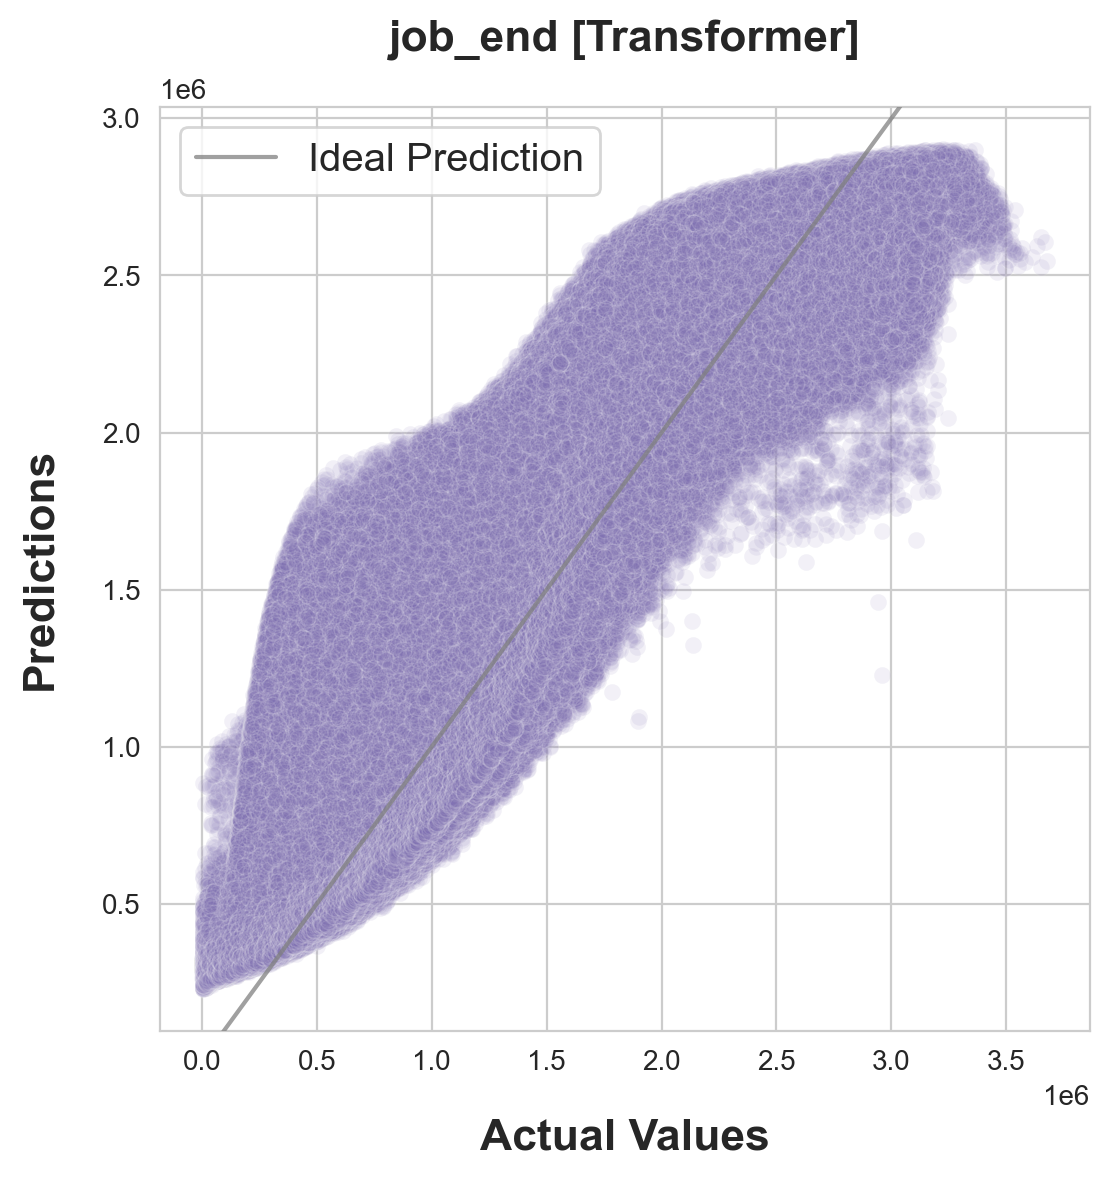 job_end [Transformer]
1e6
3.0
Ideal Prediction
2.5
2.0
Predictions
1.5
1.0
0.5
0.0 0.5 1.0 1.5 2.0 2.5 3.0 3.5
1e6
Actual Values